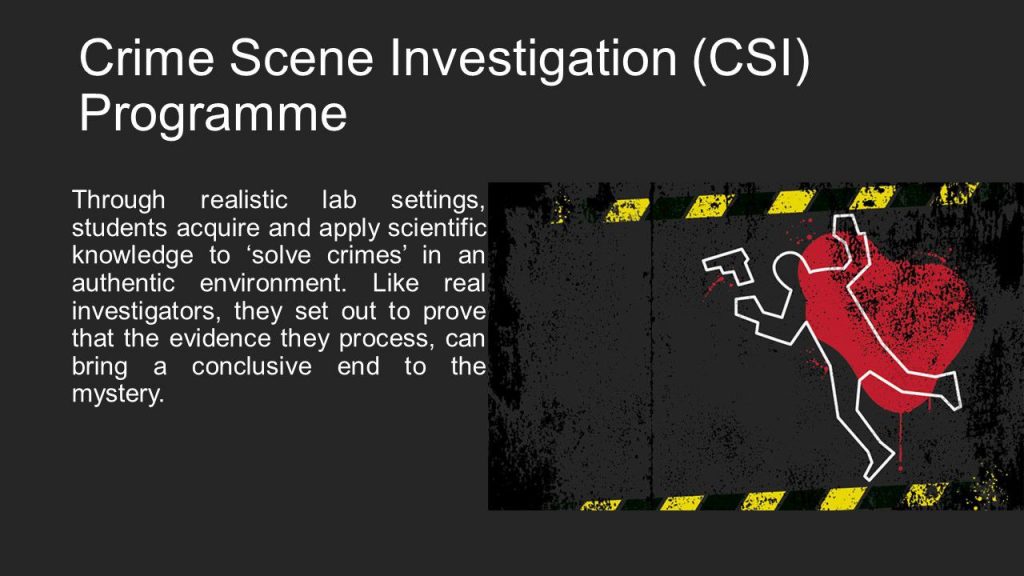 Crime Scene Investigation (CSI)
Programme
Through realistic lab settings,
students acquire and apply scientific
knowledge to ‘solve crimes’ in an
authentic environment. Like real
investigators, they set out to prove
that the evidence they process, can
bring a conclusive end to the
mystery.